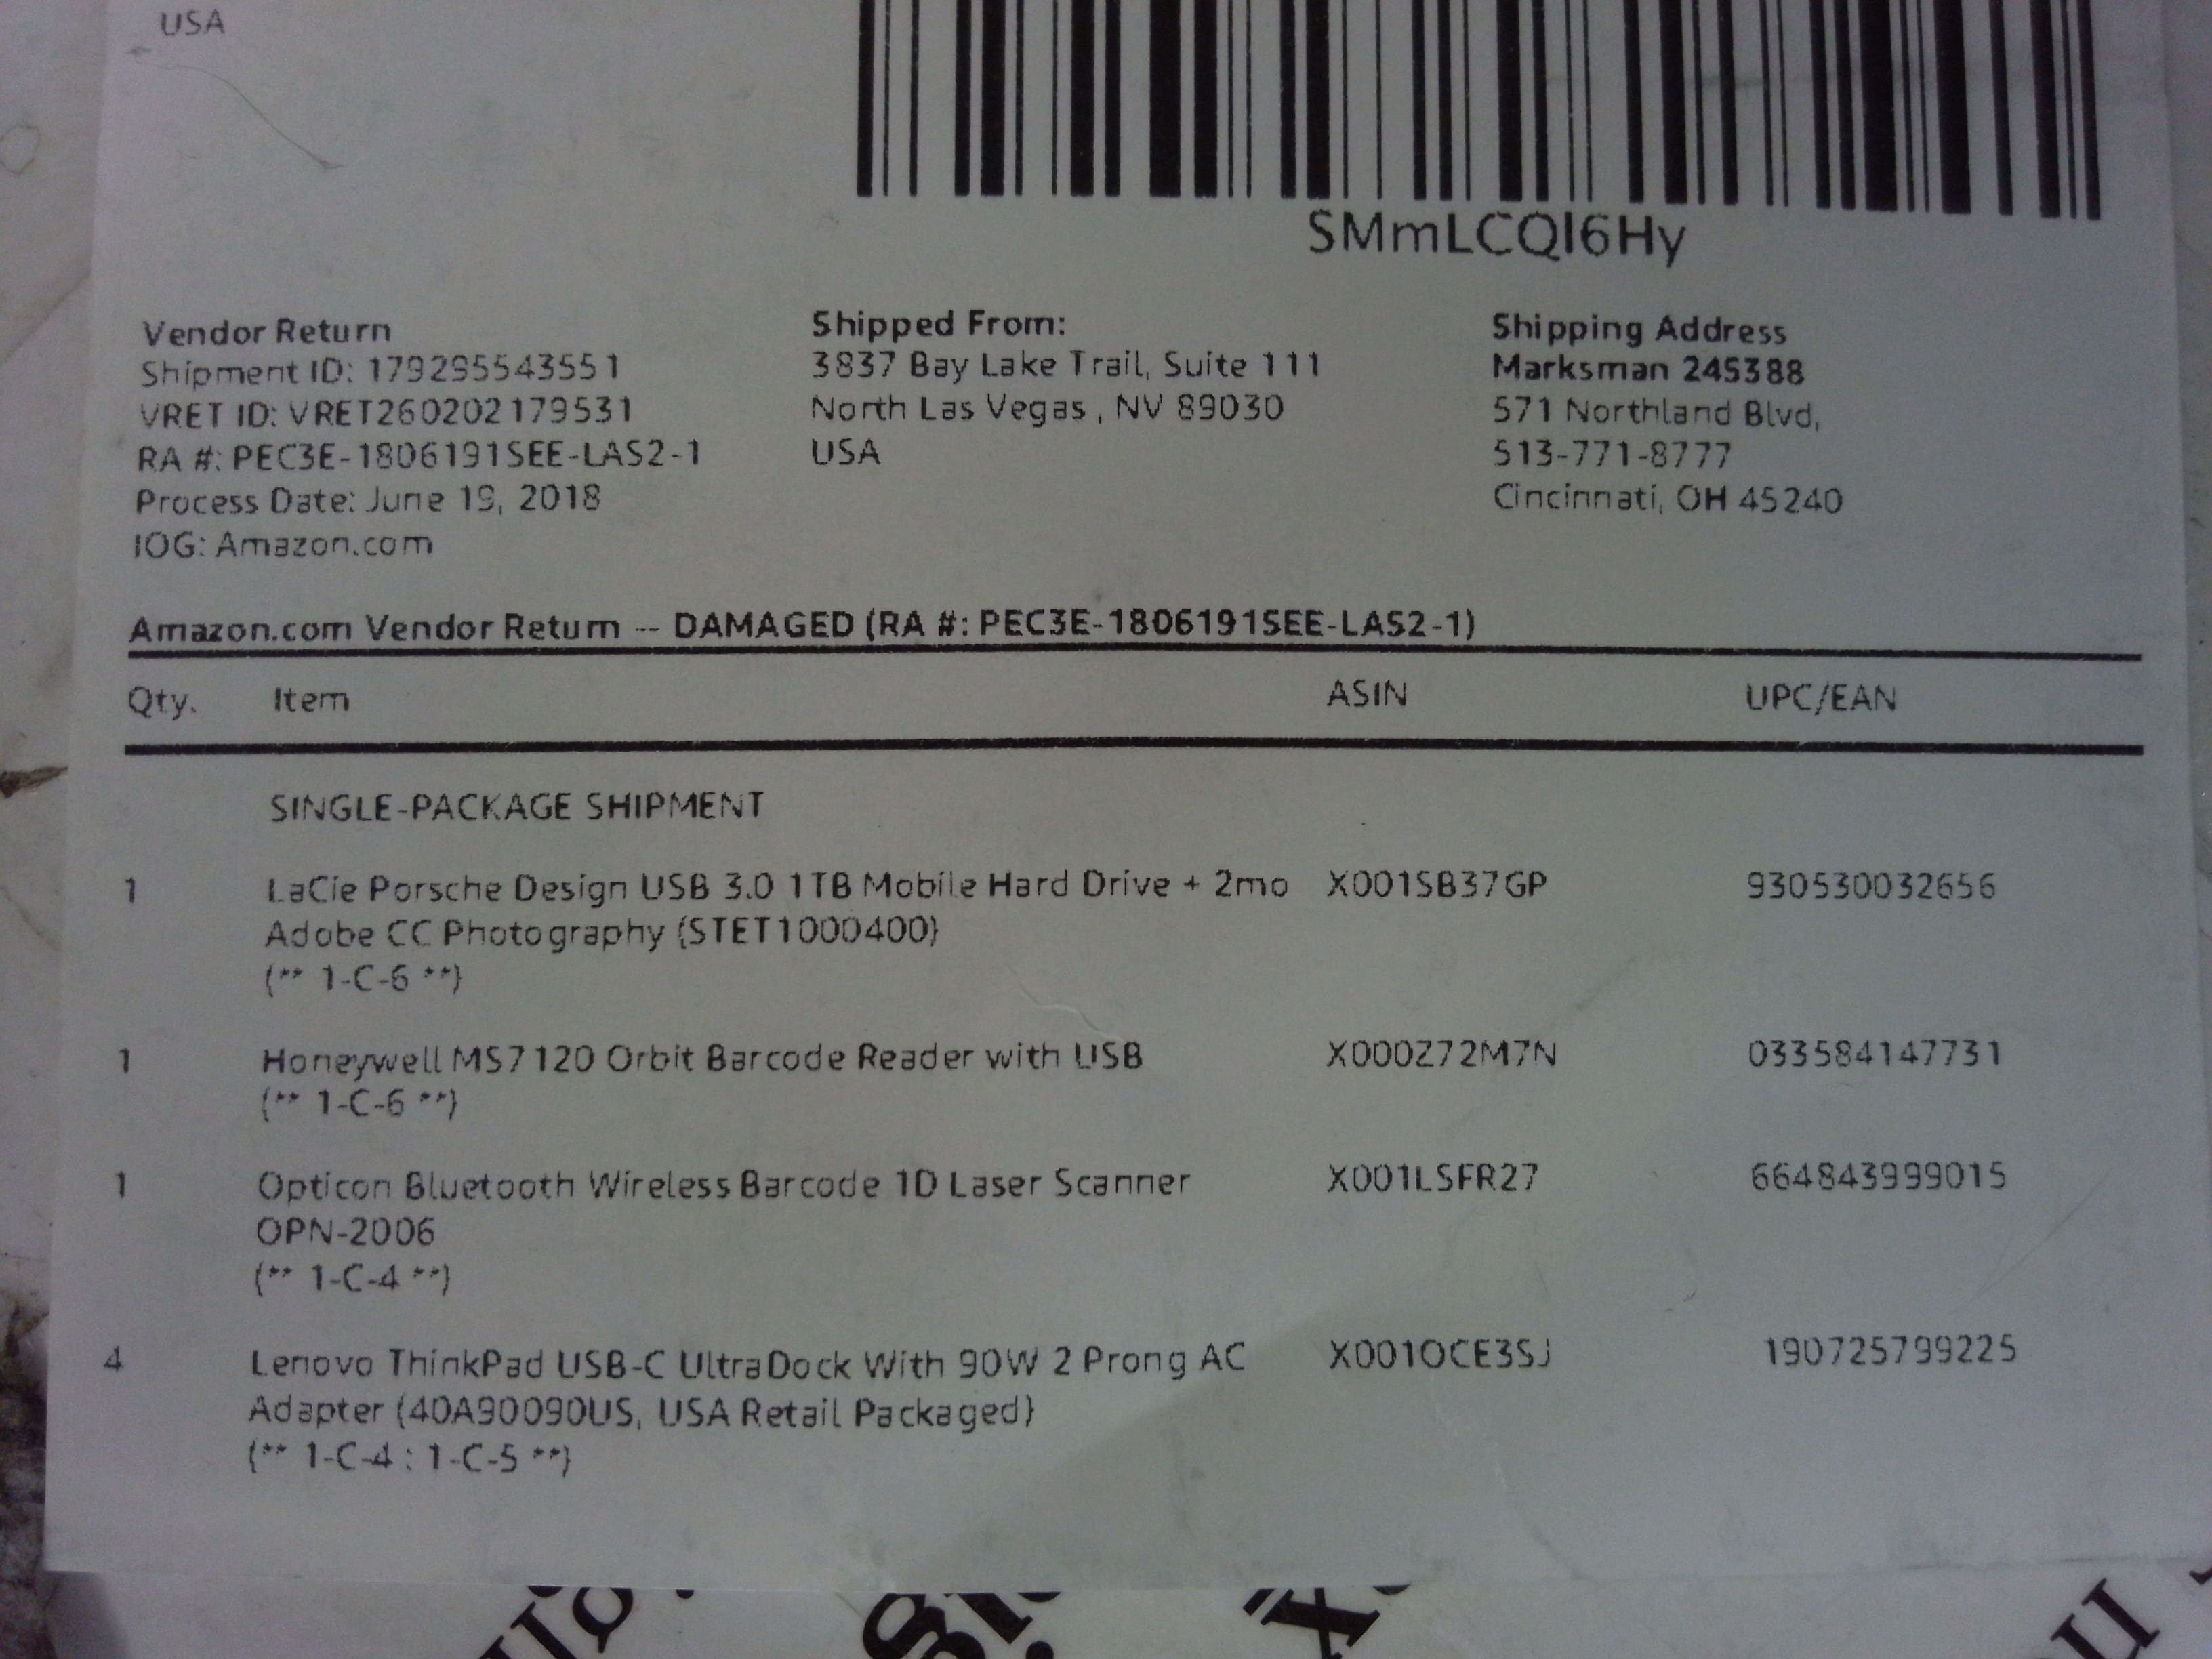 USA
SMmLCQl6Hy
Vendor Return
Shipment ID: 179295543551
VRET ID: VRET260202179531
RA #: PEC3E-1806191SEE-LAS2-1
Process Date: June 19, 2018
IOG: Amazon.com
Shipped From:
3837 Bay Lake Trail, Suite 111
North Las Vegas , NV 89030
USA
Shipping Address
Marksman 245388
571 Northland Blvd,
513-771-8777
Cincinnati, OH 45240
Amazon.com Vendor Return -- DAMAGED (RA #: PEC3E-1806191SEE-LAS2-1)
Qty. Item ASIN UPC/EAN
SINGLE-PACKAGE SHIPMENT
1 LaCie Porsche Design USB 3.0 1TB Mobile Hard Drive + 2mo X001SB37GP 930530032656
Adobe CC Photography (STET1000400)
(** 1-C-6 **)
1 Honeywell MS7120 Orbit Barcode Reader with USB X000Z72M7N 033584147731
(** 1-C-6 **)
1 Opticon Bluetooth Wireless Barcode 1D Laser Scanner X001LSFR27 664843999015
OPN-2006
(** 1-C-4 **)
4 Lenovo ThinkPad USB-C UltraDock With 90W 2 Prong AC X001OCE3SJ 190725799225
Adapter (40A90090US, USA Retail Packaged)
(** 1-C-4 : 1-C-5 **)